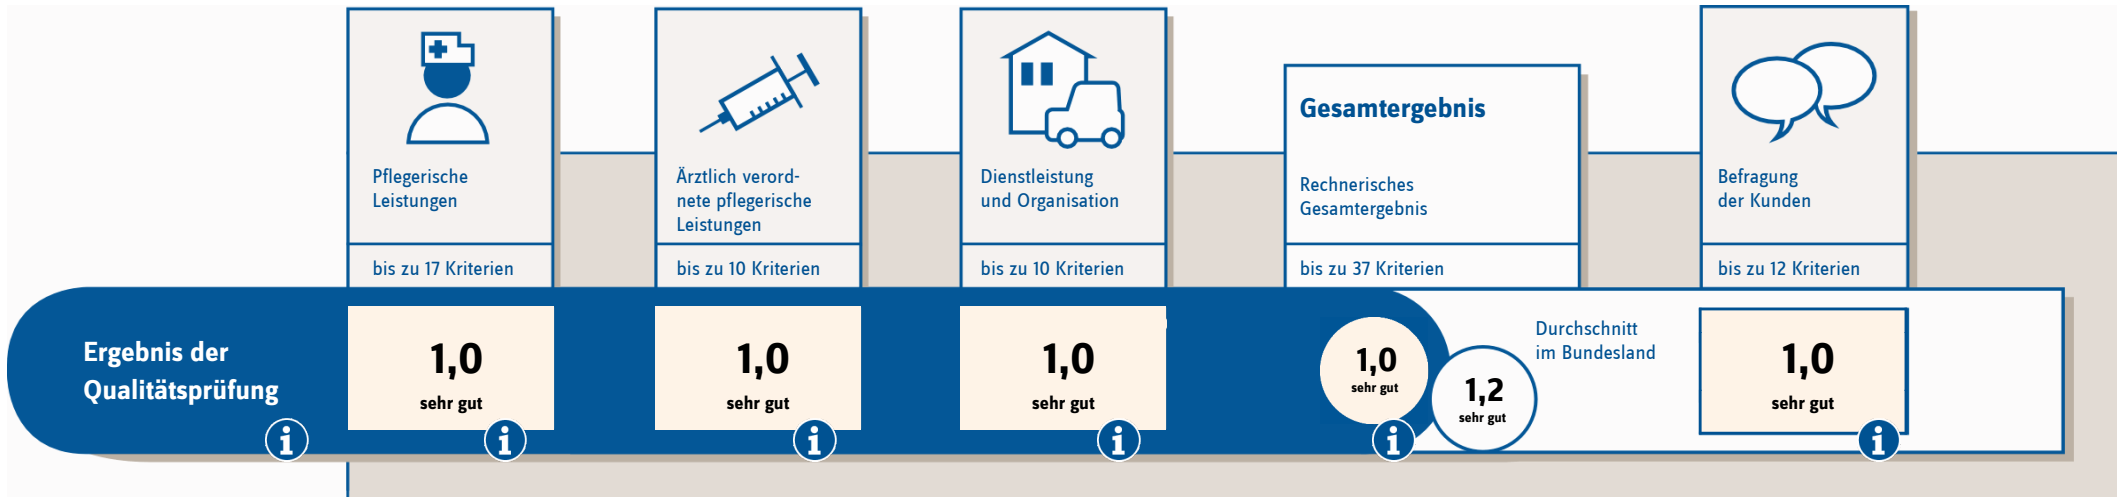 Pflegerische
Leistungen
bis zu 17 Kriterien
Ärztlich verord-
nete pflegerische
Leistungen
bis zu 10 Kriterien
Dienstleistung
und Organisation
bis zu 10 Kriterien
Gesamtergebnis
Rechnerisches
Gesamtergebnis
bis zu 37 Kriterien
Befragung
der Kunden
bis zu 12 Kriterien
Ergebnis der
Qualitätsprüfung
i
1,0
sehr gut
i
1,0
sehr gut
i
1,0
sehr gut
i
1,0
sehr gut
i
1,2
sehr gut
Durchschnitt
im Bundesland
1,0
sehr gut
i